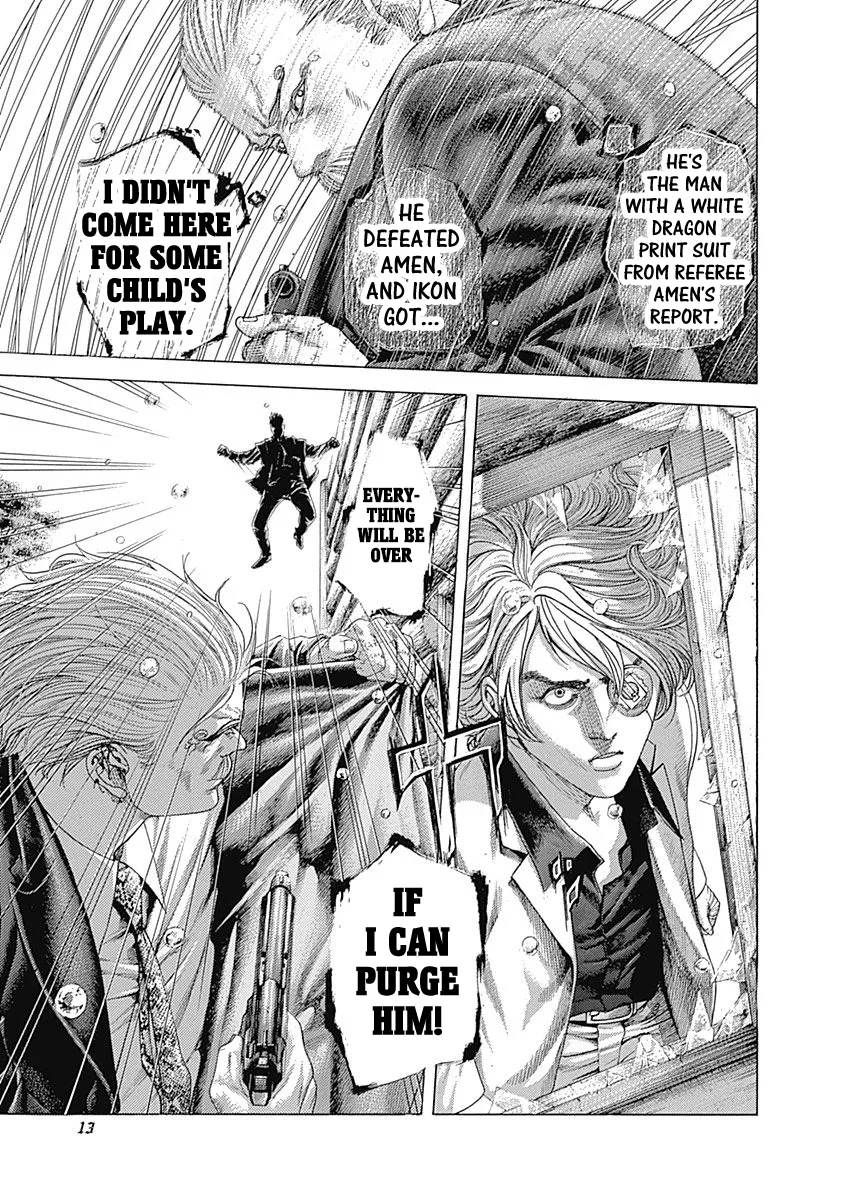 HE'S
THE MAN
WITH A WHITE
DRAGON
PRINT SUIT
FROM REFEREE
AMEN'S
REPORT.
HE
DEFEATED
AMEN,
AND IKON
GOT...
I DIDN'T
COME HERE
FOR SOME
CHILD'S
PLAY.
EVERY-
THING
WILL BE
OVER
IF
I CAN
PURGE
HIM!
13